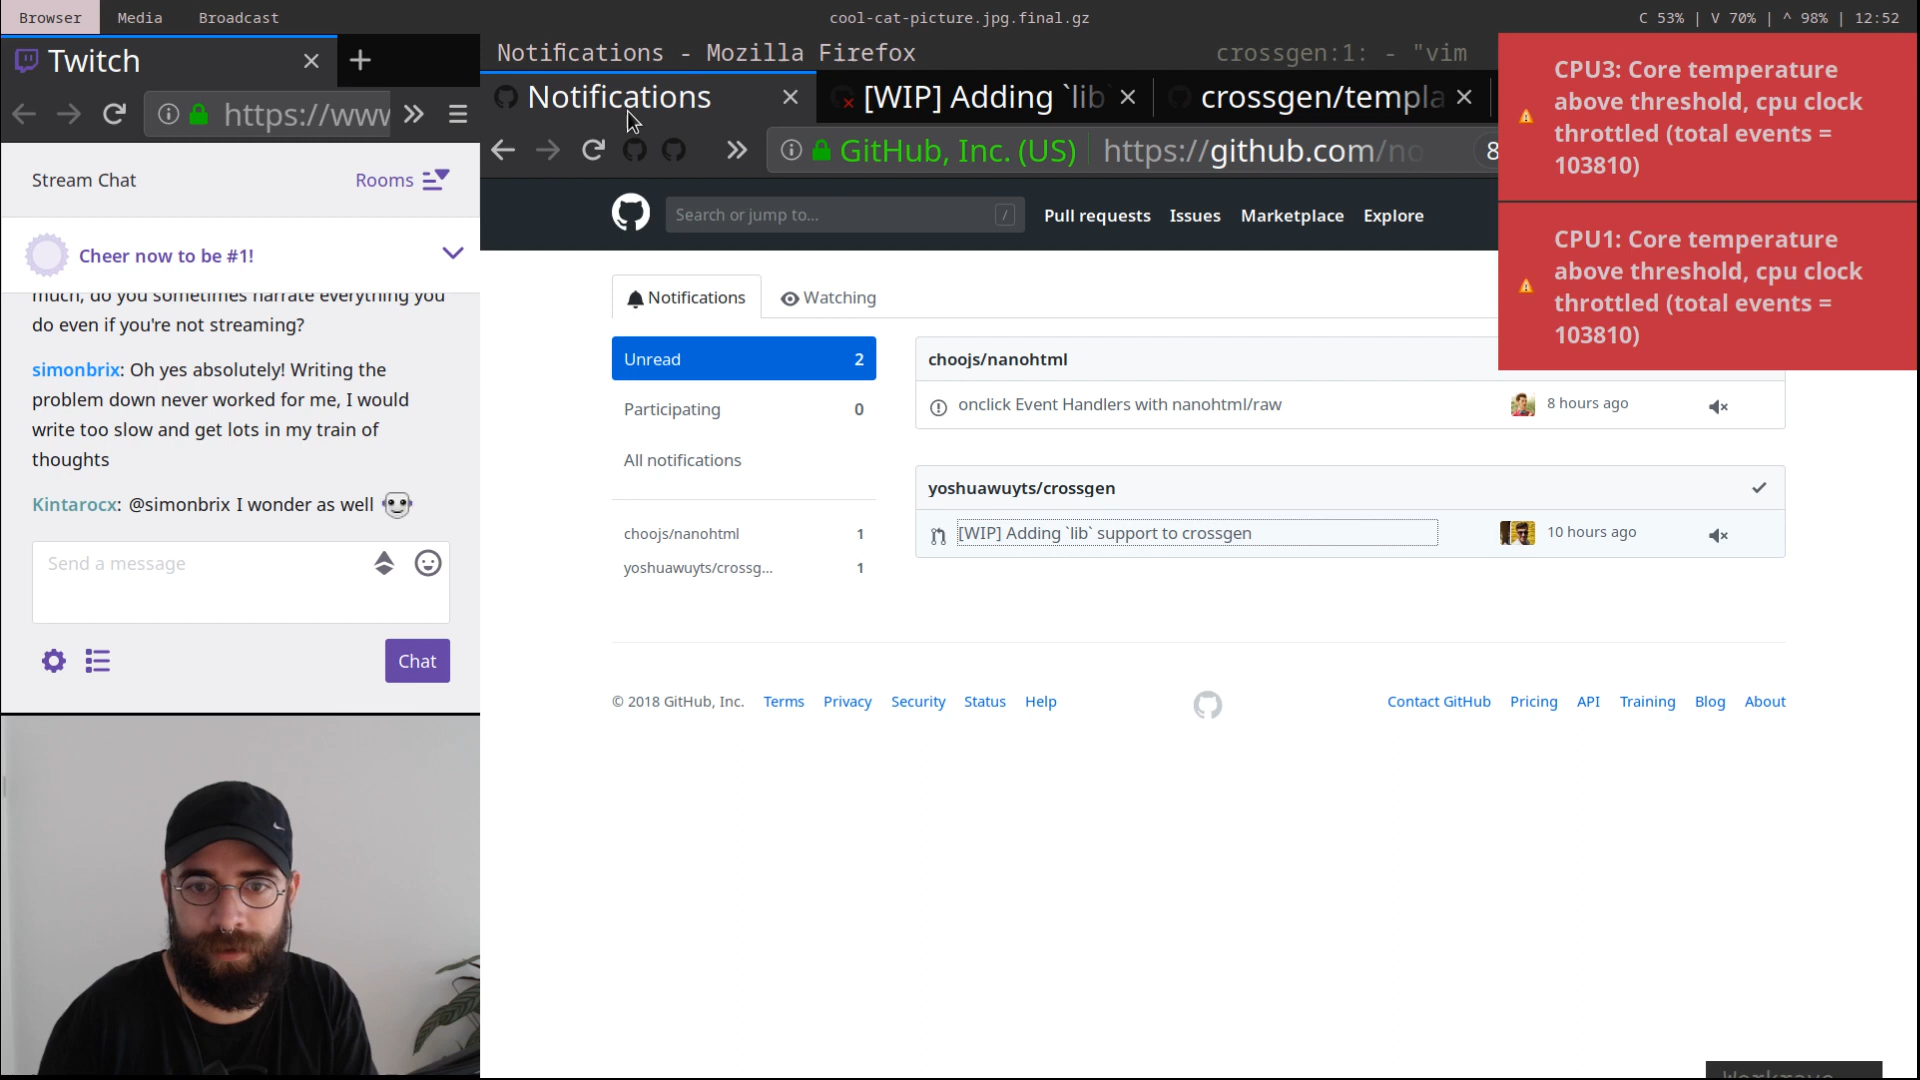 Browser Media Broadcast cool-cat-picture.jpg.final.gz C 53% | V 70% | ^ 98% | 12:52
Twitch
https://www
Stream Chat Rooms
Cheer now to be #1!
much, do you sometimes narrate everything you
do even if you're not streaming?
simonbrix: Oh yes absolutely! Writing the
problem down never worked for me, I would
write too slow and get lots in my train of
thoughts
Kintarocx: @simonbrix I wonder as well
Send a message
Chat
Notifications - Mozilla Firefox crossgen:1: - "vim
Notifications [WIP] Adding `lib` crossgen/templa
GitHub, Inc. (US) https://github.com/no 8
Search or jump to... / Pull requests Issues Marketplace Explore
CPU3: Core temperature
above threshold, cpu clock
throttled (total events =
103810)
CPU1: Core temperature
above threshold, cpu clock
throttled (total events =
103810)
Notifications Watching
Unread 2
Participating 0
All notifications
choojs/nanohtml 1
yoshuawuyts/crossg... 1
choojs/nanohtml
onclick Event Handlers with nanohtml/raw 8 hours ago
yoshuawuyts/crossgen
[WIP] Adding `lib` support to crossgen 10 hours ago
© 2018 GitHub, Inc. Terms Privacy Security Status Help Contact GitHub Pricing API Training Blog About